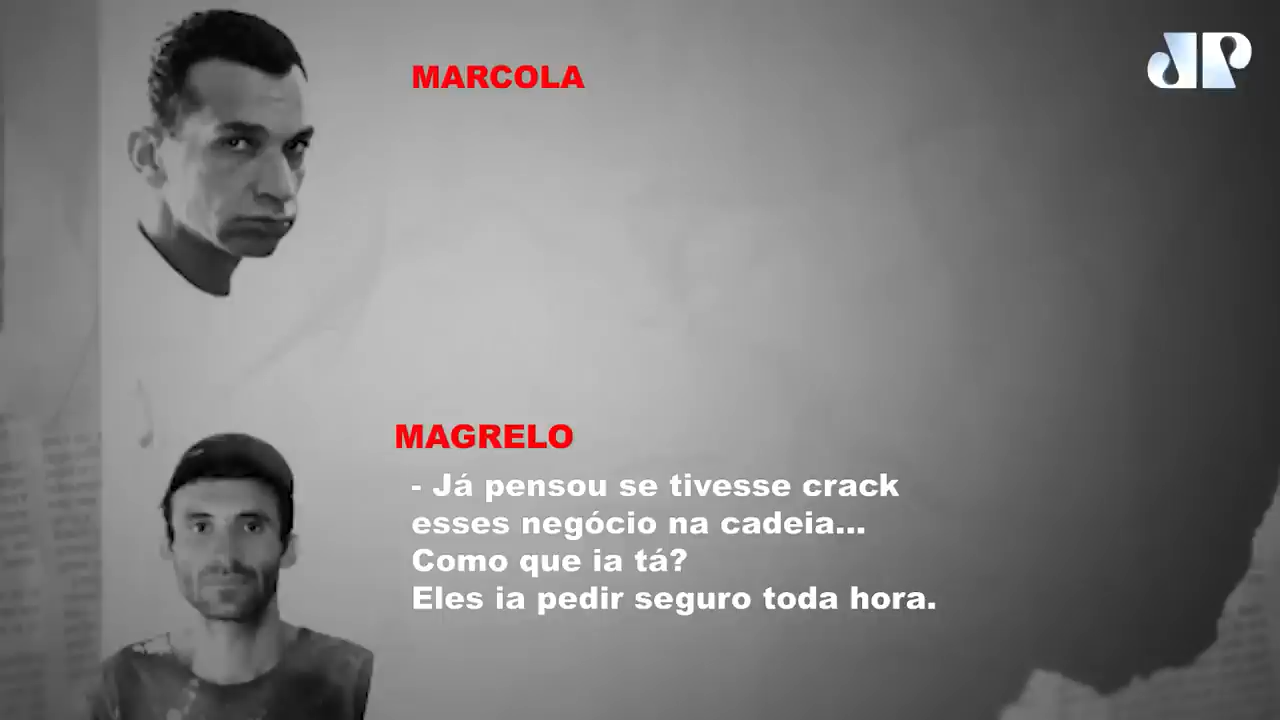 JP
MARCOLA
MAGRELO
- Já pensou se tivesse crack
esses negócio na cadeia...
Como que ia tá?
Eles ia pedir seguro toda hora.